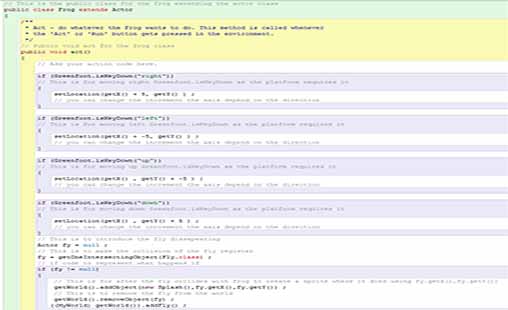 // This is the public class for the frog extending the actor class
public class Frog extends Actor
{
/**
* Act - do whatever the Frog wants to do. This method is called whenever
* the 'Act' or 'Run' button gets pressed in the environment.
*/
// Public void act for the frog class
public void act()
{
// Add your action code here.
if (Greenfoot.isKeyDown("right"))
// This is for moving right Greenfoot.isKeyDown as the platform requires it
{
setLocation(getX() + 5, getY() ) ;
// you can change the increment the axis depend on the direction
}
if (Greenfoot.isKeyDown("left"))
// This is for moving left Greenfoot.isKeyDown as the platform required it
{
setLocation(getX() + -5, getY() ) ;
// you can change the increment the axis depend on the direction
}
if (Greenfoot.isKeyDown("up"))
// This is for moving up Greenfoot.isKeyDown as the platform required it
{
setLocation(getX() , getY() + -5 ) ;
// you can change the increment the axis depend on the direction
}
if (Greenfoot.isKeyDown("down"))
// This is for moving down Greenfoot.isKeyDown as the platform required it
{
setLocation(getX() , getY() + 5 ) ;
// you can change the increment the axis depend on the direction
}
// This is to introduce the fly disappearing
Actor fy = null ;
// This is to make the collision of the fly register
fy = getOneIntersectingObject(Fly.class) ;
// if code to represent what happens if
if (fy != null)
{
// This is for after the fly collides with frog to create a sprite where it dies using fy.getX(),fy.getY()
getWorld().addObject(new Splash(),fy.getX(),fy.getY()) ;
// This is to remove the fly from the world
getWorld().removeObject(fy) ;
((MyWorld) getWorld()).addFly() ;